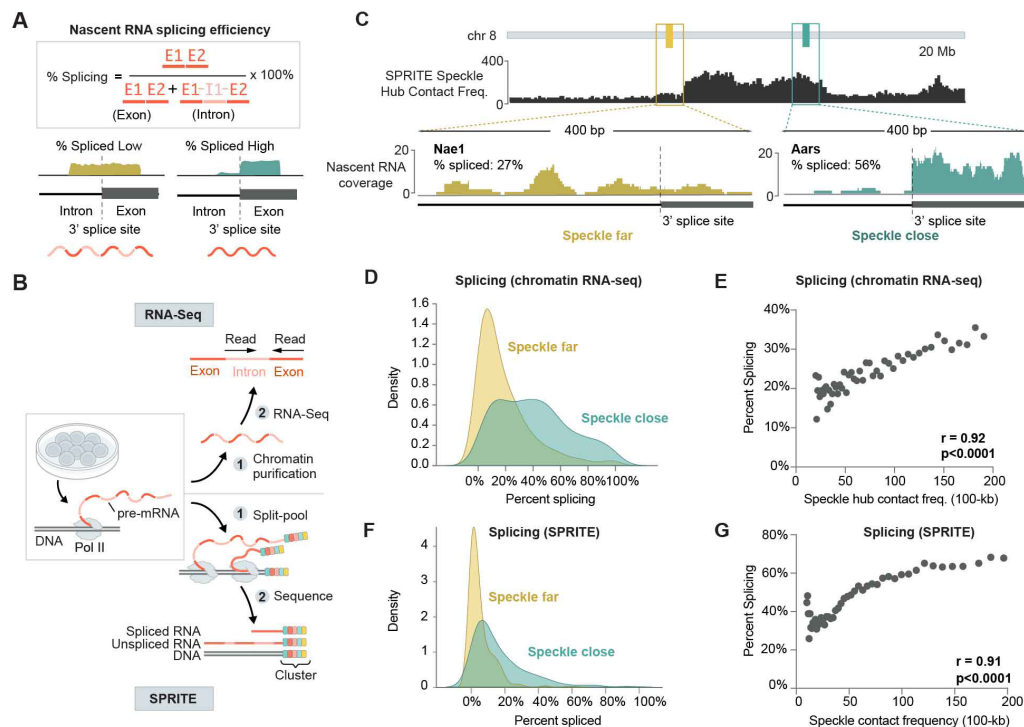 A
Nascent RNA splicing efficiency
% Splicing =
E1 E2
E1 E2 + E1-I1-E2
x 100%
(Exon)
(Intron)
% Spliced Low
% Spliced High
Intron
Exon
Intron
Exon
3' splice site
3' splice site
B
RNA-Seq
Read
Read
Exon
Intron
Exon
2 RNA-Seq
1 Chromatin
purification
pre-mRNA
DNA
Pol II
1 Split-pool
2 Sequence
Spliced RNA
Unspliced RNA
DNA
Cluster
SPRITE
C
chr 8
20 Mb
SPRITE Speckle
Hub Contact Freq.
400
0
400 bp
400 bp
Nascent RNA
coverage
20
0
Nae1
% spliced: 27%
3' splice site
Speckle far
20
0
Aars
% spliced: 56%
3' splice site
Speckle close
D
Splicing (chromatin RNA-seq)
Density
1.6
1.4
1.2
1.0
0.8
0.6
0.4
0.2
0.0
Speckle far
Speckle close
0% 20% 40% 60% 80% 100%
Percent splicing
E
Splicing (chromatin RNA-seq)
Percent Splicing
40%
30%
20%
10%
0%
r = 0.92
p<0.0001
0 50 100 150 200
Speckle hub contact freq. (100-kb)
F
Splicing (SPRITE)
Density
4
3
2
1
0
Speckle far
Speckle close
0% 20% 40% 60% 80% 100%
Percent spliced
G
Splicing (SPRITE)
Percent Splicing
80%
60%
40%
20%
0%
r = 0.91
p<0.0001
0 50 100 150 200
Speckle contact frequency (100-kb)